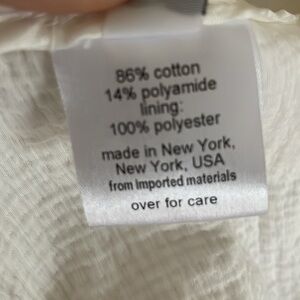 86% cotton
14% polyamide
lining:
100% polyester
made in New York,
New York, USA
from imported materials
over for care